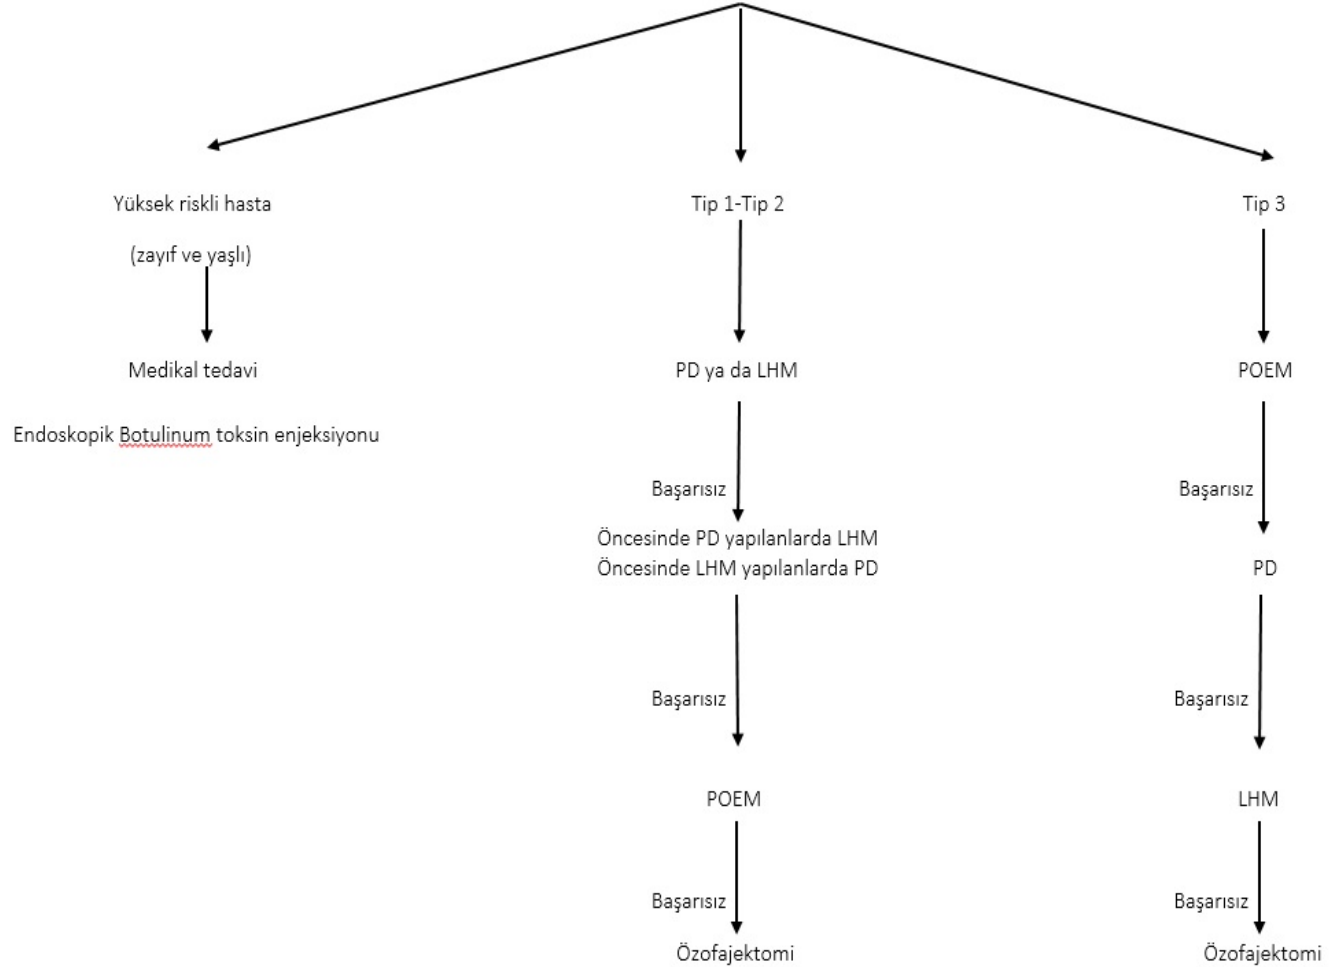 Yüksek riskli hasta
(zayıf ve yaşlı)
Medikal tedavi
Endoskopik Botulinum toksin enjeksiyonu
Tip 1-Tip 2
PD ya da LHM
Başarısız
Öncesinde PD yapılanlarda LHM
Öncesinde LHM yapılanlarda PD
Başarısız
POEM
Başarısız
Özofajektomi
Tip 3
POEM
Başarısız
PD
Başarısız
LHM
Başarısız
Özofajektomi